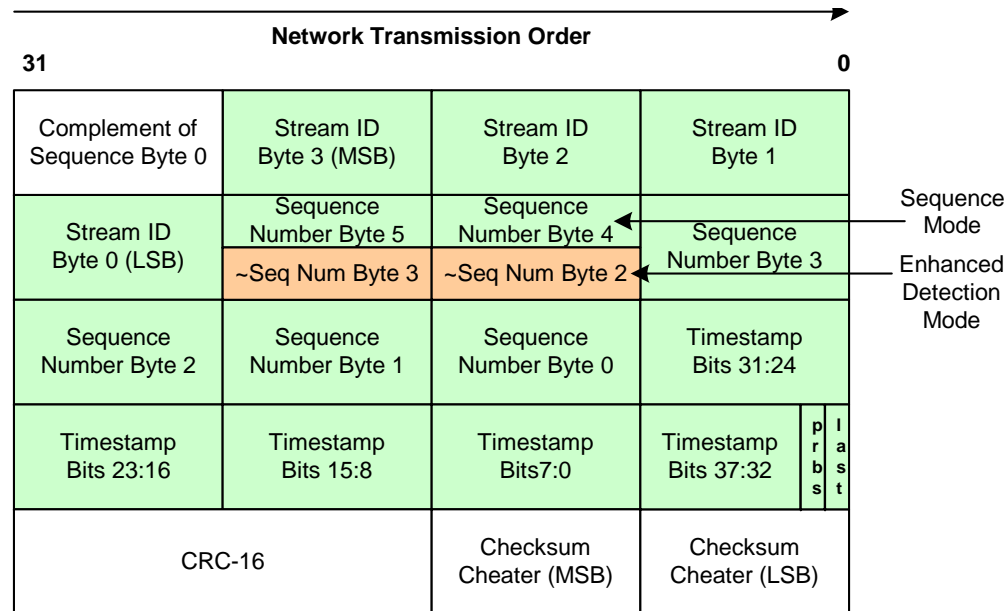 Network Transmission Order
31
0
Complement of
Sequence Byte 0
Stream ID
Byte 3 (MSB)
Stream ID
Byte 2
Stream ID
Byte 1
Stream ID
Byte 0 (LSB)
Sequence
Number Byte 5
~Seq Num Byte 3
Sequence
Number Byte 4
~Seq Num Byte 2
Sequence
Number Byte 3
Sequence
Mode
Enhanced
Detection
Mode
Sequence
Number Byte 2
Sequence
Number Byte 1
Sequence
Number Byte 0
Timestamp
Bits 31:24
Timestamp
Bits 23:16
Timestamp
Bits 15:8
Timestamp
Bits7:0
Timestamp
Bits 37:32
prbs
last
CRC-16
Checksum
Cheater (MSB)
Checksum
Cheater (LSB)